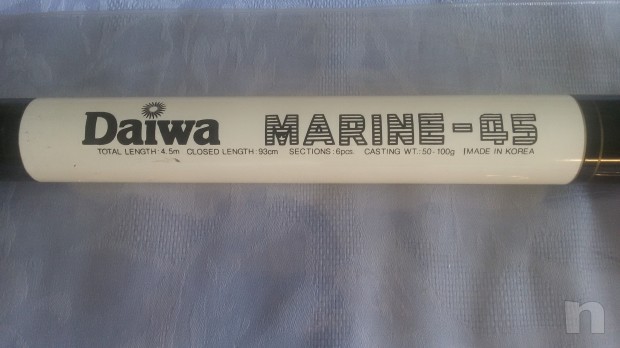 Daiwa MARINE-45
TOTAL LENGTH: 4.5m CLOSED LENGTH: 93cm SECTIONS: 6pcs. CASTING WT.: 50-100g MADE IN KOREA
n